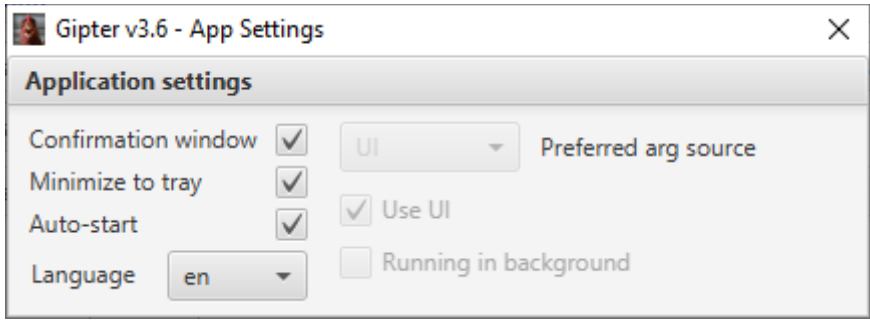 Gipter v3.6 - App Settings
Application settings
Confirmation window
UI
Preferred arg source
Minimize to tray
Use UI
Auto-start
Running in background
Language
en